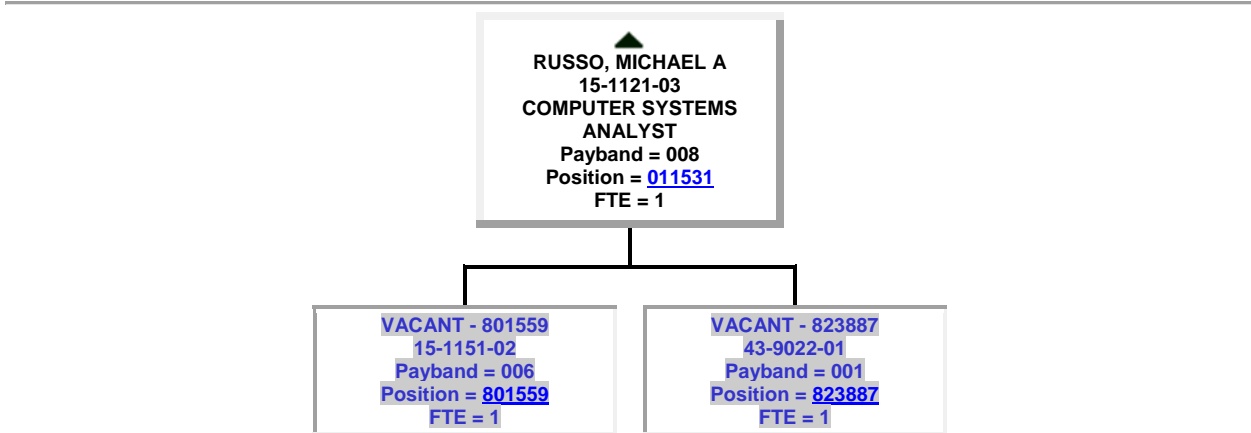 RUSSO, MICHAEL A
15-1121-03
COMPUTER SYSTEMS
ANALYST
Payband = 008
Position = 011531
FTE = 1
VACANT - 801559
15-1151-02
Payband = 006
Position = 801559
FTE = 1
VACANT - 823887
43-9022-01
Payband = 001
Position = 823887
FTE = 1